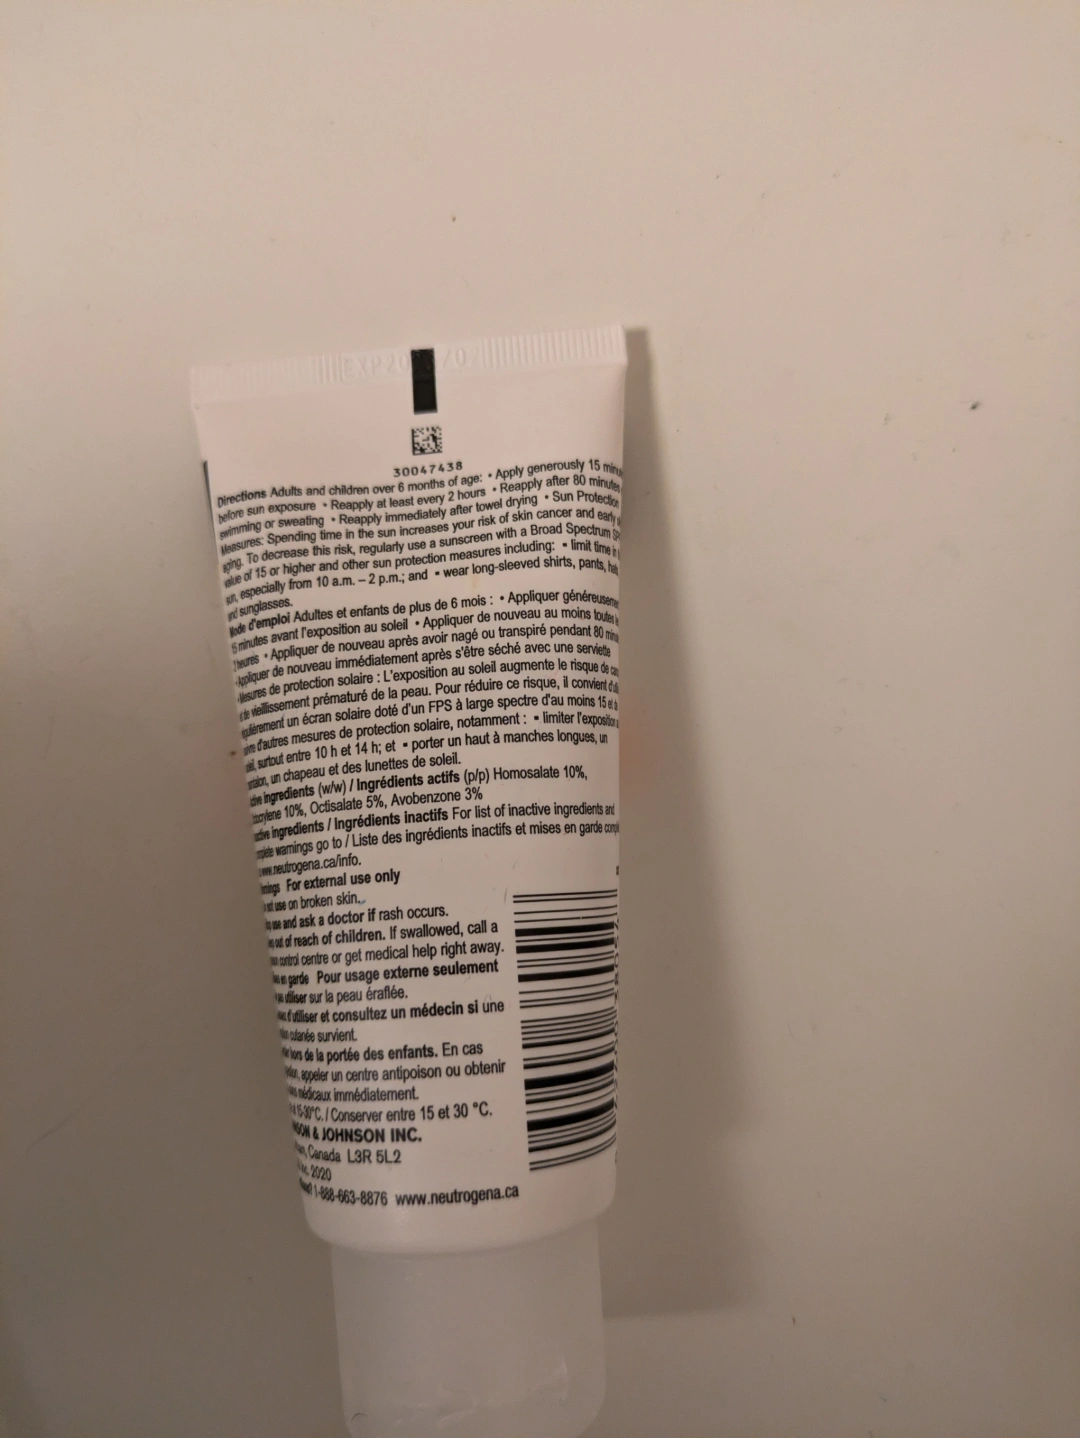 EXP 20
30047438
Directions Adults and children over 6 months of age: • Apply generously 15
before sun exposure • Reapply at least every 2 hours • Reapply after 80 minutes
swimming or sweating • Reapply immediately after towel drying • Sun Protection
Measures: Spending time in the sun increases your risk of skin cancer and early
aging. To decrease this risk, regularly use a sunscreen with a Broad Spectrum
value of 15 or higher and other sun protection measures including: ▪ limit time
sun, especially from 10 a.m. – 2 p.m.; and ▪ wear long-sleeved shirts, pants,
and sunglasses.
Mode d'emploi Adultes et enfants de plus de 6 mois : • Appliquer
minutes avant l'exposition au soleil • Appliquer de nouveau au moins toutes
heures • Appliquer de nouveau après avoir nagé ou transpiré pendant 80
Appliquer de nouveau immédiatement après s'être séché avec une serviette
Mesures de protection solaire : L'exposition au soleil augmente le risque de
de vieillissement prématuré de la peau. Pour réduire ce risque, il convient
un écran solaire doté d'un FPS à large spectre d'au moins 15 et
d'autres mesures de protection solaire, notamment : ▪ limiter l'exposition
surtout entre 10 h et 14 h; et ▪ porter un haut à manches longues, un
un chapeau et des lunettes de soleil.
ingredients (w/w) / Ingrédients actifs (p/p) Homosalate 10%,
10%, Octisalate 5%, Avobenzone 3%
ingredients / Ingrédients inactifs For list of inactive ingredients and
warnings go to / Liste des ingrédients inactifs et mises en garde
www.neutrogena.ca/info.
For external use only
use on broken skin.
use and ask a doctor if rash occurs.
out of reach of children. If swallowed, call a
control centre or get medical help right away.
garde Pour usage externe seulement
utiliser sur la peau éraflée.
d'utiliser et consultez un médecin si une
cutanée survient.
hors de la portée des enfants. En cas
appeler un centre antipoison ou obtenir
médicaux immédiatement.
15-30°C. / Conserver entre 15 et 30 °C.
& JOHNSON INC.
Canada L3R 5L2
2020
1-888-663-8876 www.neutrogena.ca